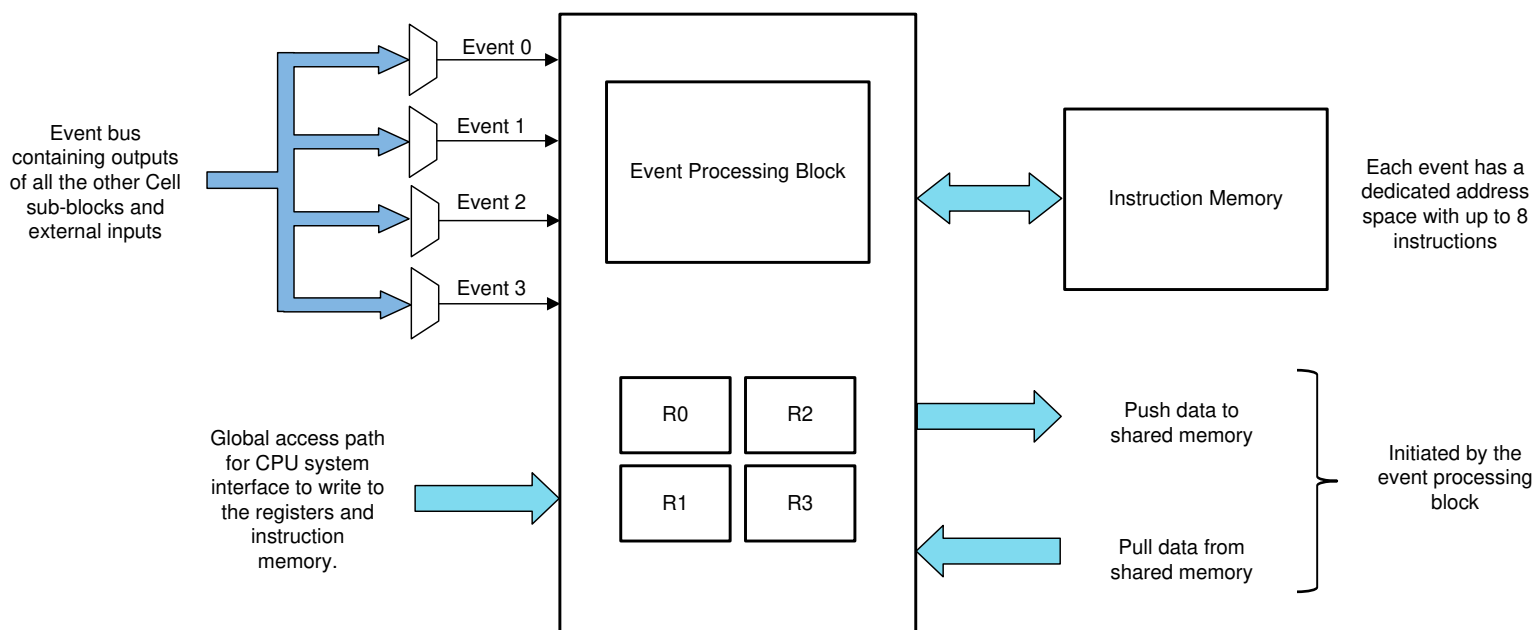 Event bus
containing outputs
of all the other Cell
sub-blocks and
external inputs
Event 0
Event 1
Event 2
Event 3
Event Processing Block
Instruction Memory
Each event has a
dedicated address
space with up to 8
instructions
Global access path
for CPU system
interface to write to
the registers and
instruction
memory.
R0
R2
R1
R3
Push data to
shared memory
Pull data from
shared memory
Initiated by the
event processing
block